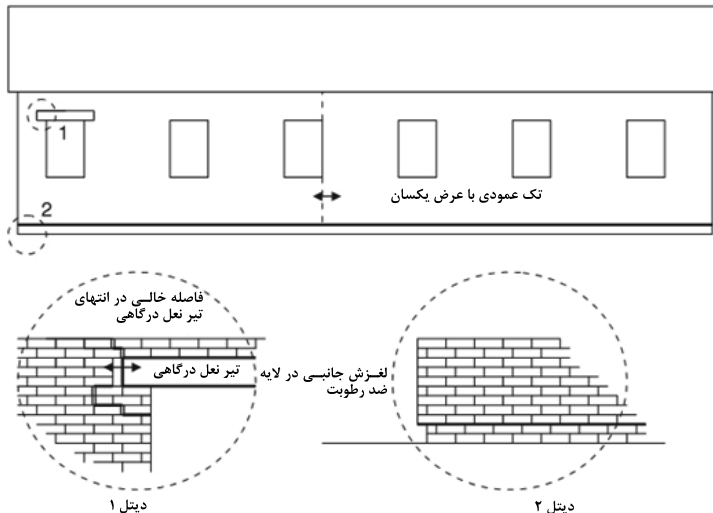 1
تک عمودی با عرض یکسان
2
فاصله خالی در انتهای
تیر نعل درگاهی
تیر نعل درگاهی
لغزش جانبی در لایه
ضد رطوبت
دیتل ۱
دیتل ۲